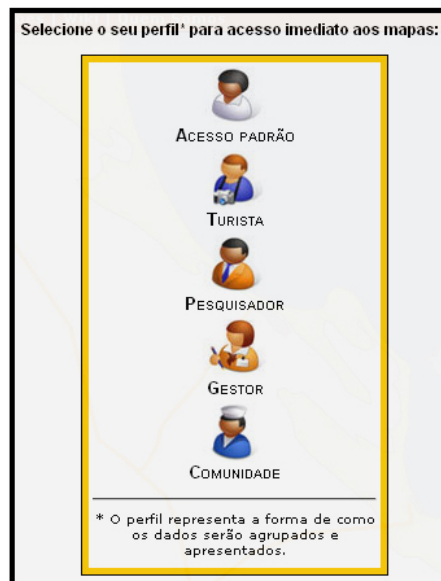 Selecione o seu perfil* para acesso imediato aos mapas:
ACESSO PADRÃO
TURISTA
PESQUISADOR
GESTOR
COMUNIDADE
* O perfil representa a forma de como
os dados serão agrupados e
apresentados.